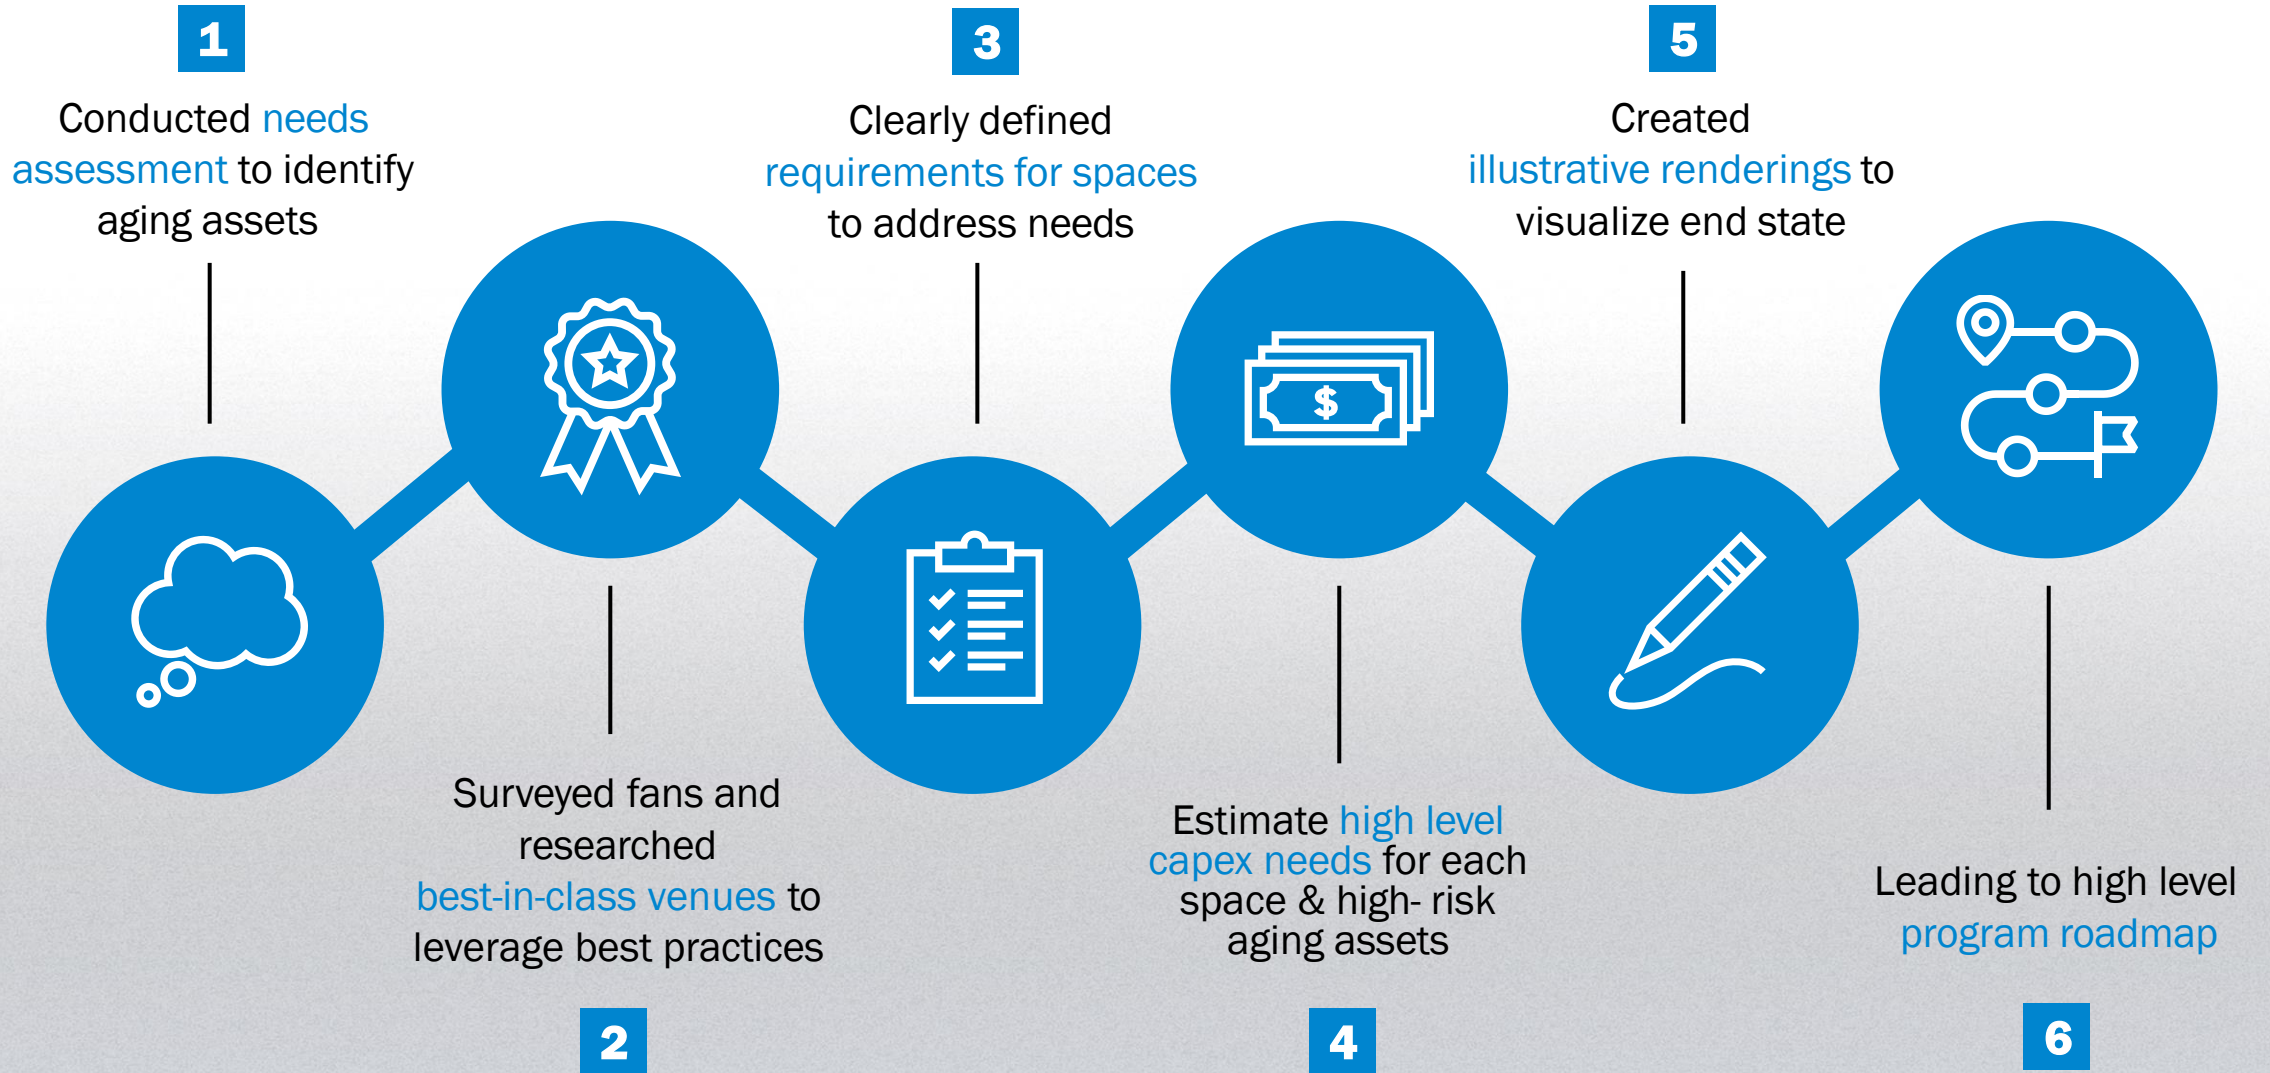 1
Conducted needs
assessment to identify
aging assets
2
Surveyed fans and
researched
best-in-class venues to
leverage best practices
3
Clearly defined
requirements for spaces
to address needs
4
Estimate high level
capex needs for each
space & high- risk
aging assets
$
5
Created
illustrative renderings to
visualize end state
6
Leading to high level
program roadmap